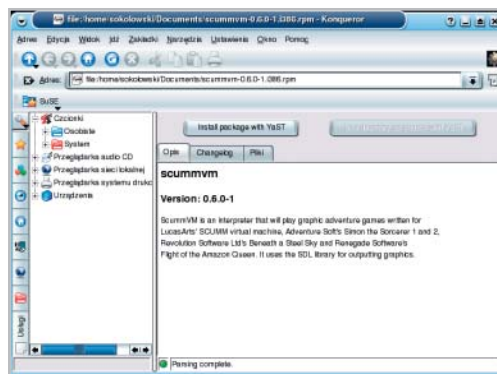 file:/home/sokolowski/Documents/scummvm-0.6.0-1.i386.rpm - Konqueror
Adres Edycja Widok Idź Zakładki Narzędzia Ustawienia Okno Pomoc
Adres: file:/home/sokolowski/Documents/scummvm-0.6.0-1.i386.rpm
SuSE
Czcionki
Osobiste
System
Przeglądarka audio CD
Przeglądarka sieci lokalnej
Przeglądarka systemu druko
Urządzenia
Usługi
Install package with YaST
Opis Changelog Pliki
scummvm
Version: 0.6.0-1
ScummVM is an interpreter that will play graphic adventure games written for
LucasArts' SCUMM virtual machine, Adventure Soft's Simon the Sorcerer 1 and 2,
Revolution Software Ltd's Beneath a Steel Sky and Renegade Software's
Flight of the Amazon Queen. It uses the SDL library for outputting graphics.
Parsing complete.